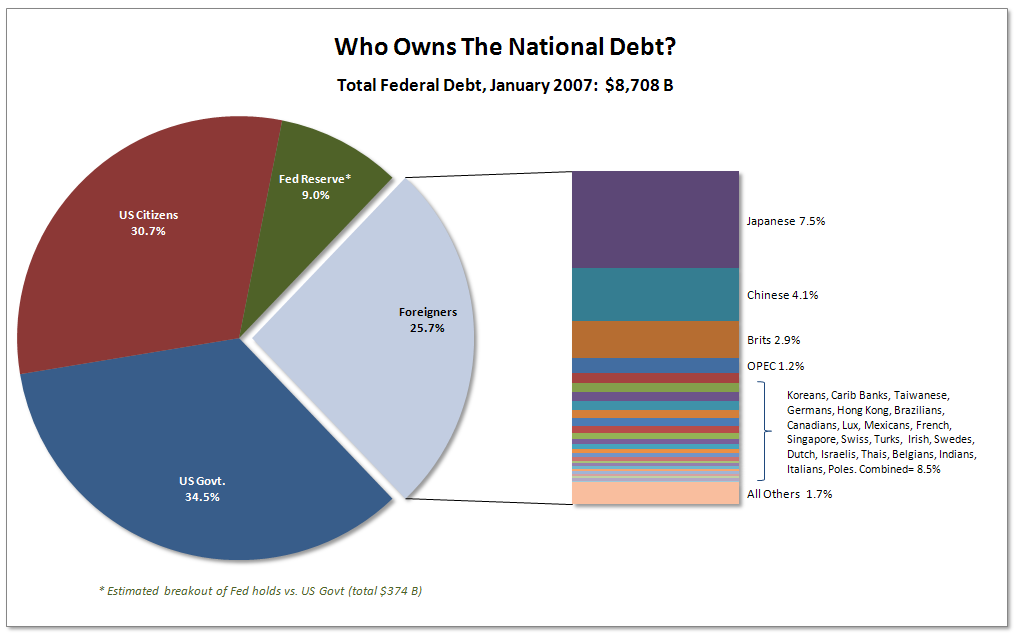 Who Owns The National Debt?
Total Federal Debt, January 2007: $8,708 B
Fed Reserve*
9.0%
US Citizens
30.7%
Foreigners
25.7%
US Govt.
34.5%
Japanese 7.5%
Chinese 4.1%
Brits 2.9%
OPEC 1.2%
Koreans, Carib Banks, Taiwanese,
Germans, Hong Kong, Brazilians,
Canadians, Lux, Mexicans, French,
Singapore, Swiss, Turks, Irish, Swedes,
Dutch, Israelis, Thais, Belgians, Indians,
Italians, Poles. Combined= 8.5%
All Others 1.7%
* Estimated breakout of Fed holds vs. US Govt (total $374 B)